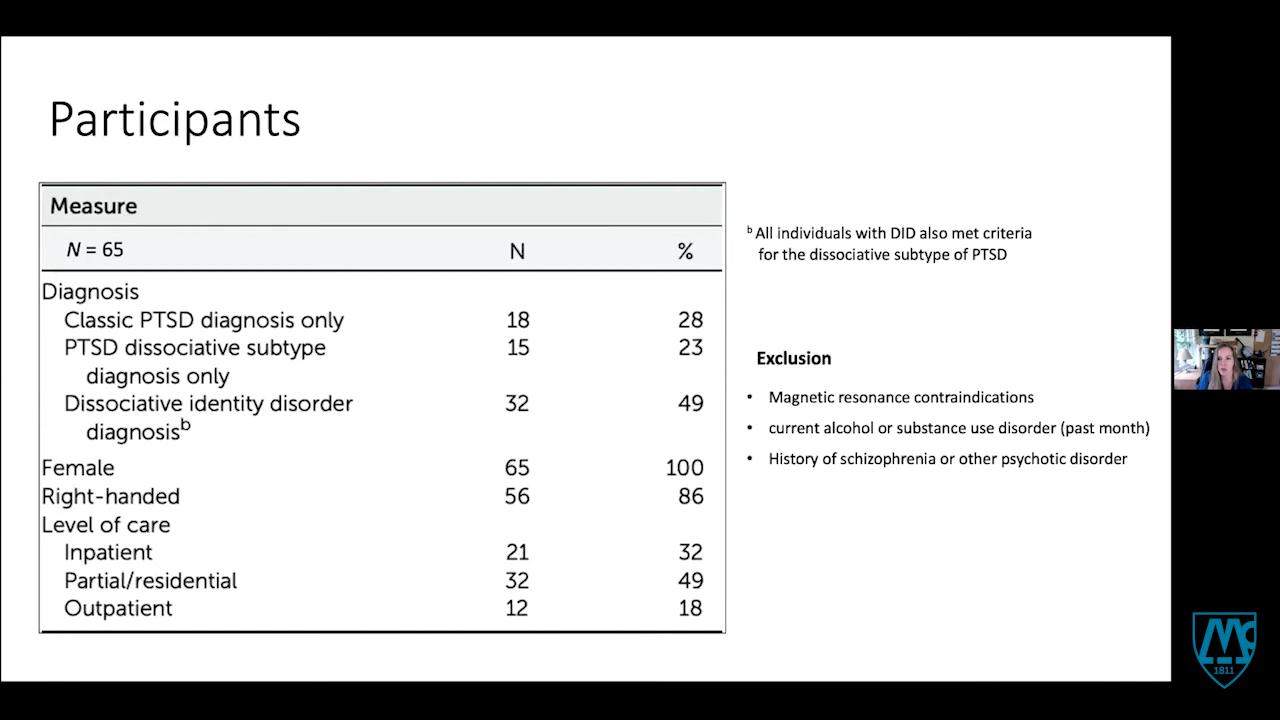 Participants
Measure
N = 65 N %
Diagnosis
Classic PTSD diagnosis only 18 28
PTSD dissociative subtype 15 23
diagnosis only
Dissociative identity disorder 32 49
diagnosisb
Female 65 100
Right-handed 56 86
Level of care
Inpatient 21 32
Partial/residential 32 49
Outpatient 12 18
b All individuals with DID also met criteria
for the dissociative subtype of PTSD
Exclusion
• Magnetic resonance contraindications
• current alcohol or substance use disorder (past month)
• History of schizophrenia or other psychotic disorder
1811